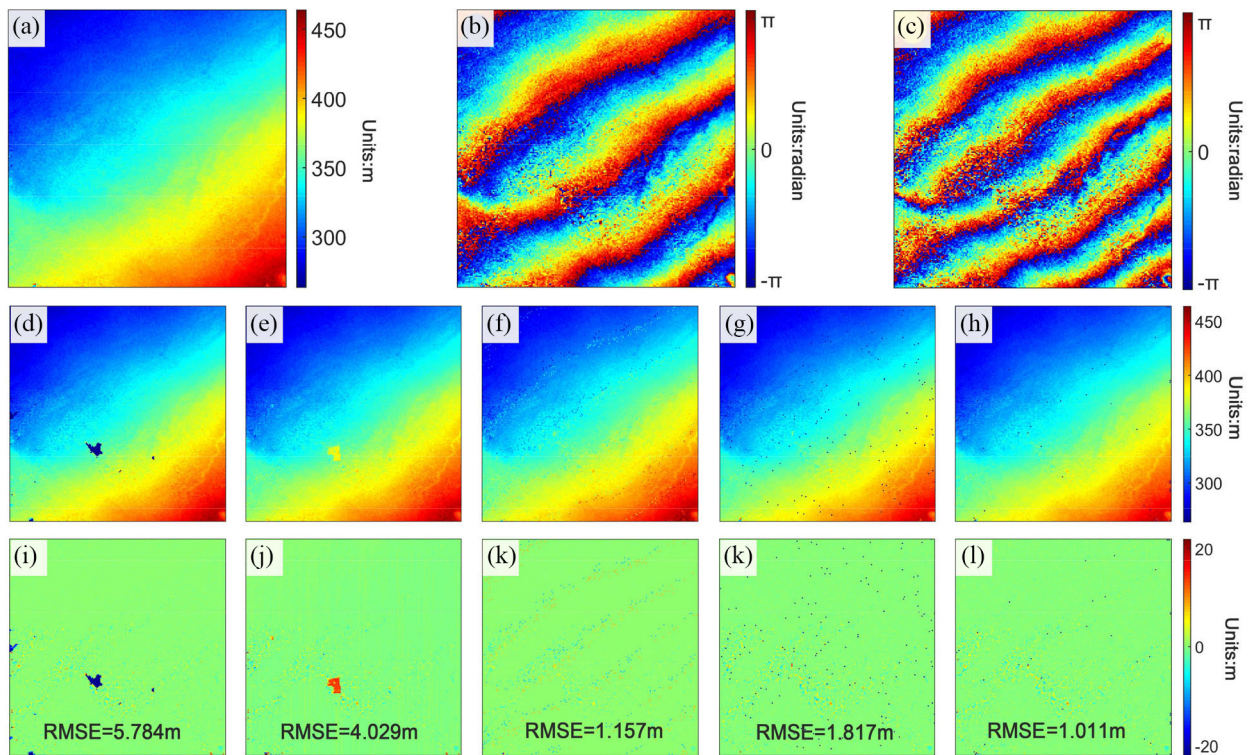 (a)
450
400
350
300
Units:m
(b)
π
0
-π
Units:radian
(c)
π
0
-π
Units:radian
(d)
(e)
(f)
(g)
(h)
450
400
350
300
Units:m
(i)
RMSE=5.784m
(j)
RMSE=4.029m
(k)
RMSE=1.157m
(k)
RMSE=1.817m
(l)
RMSE=1.011m
20
0
-20
Units:m